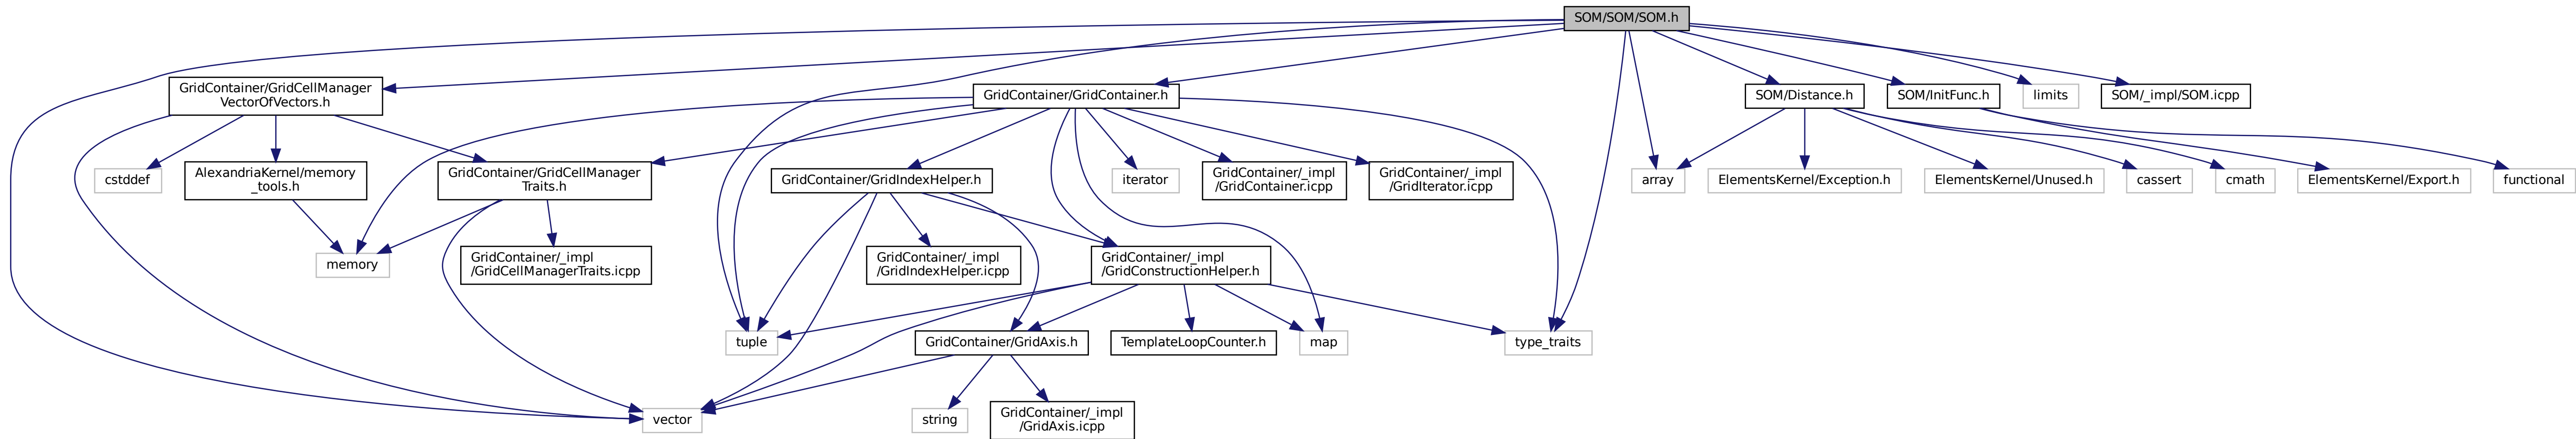 SOM/SOM/SOM.h
GridContainer/GridCellManager
VectorOfVectors.h
GridContainer/GridContainer.h
SOM/Distance.h
SOM/InitFunc.h
limits
SOM/_impl/SOM.icpp
cstddef
AlexandriaKernel/memory
_tools.h
GridContainer/GridCellManager
Traits.h
GridContainer/GridIndexHelper.h
iterator
GridContainer/_impl
/GridContainer.icpp
GridContainer/_impl
/GridIterator.icpp
array
ElementsKernel/Exception.h
ElementsKernel/Unused.h
cassert
cmath
ElementsKernel/Export.h
functional
memory
GridContainer/_impl
/GridCellManagerTraits.icpp
GridContainer/_impl
/GridIndexHelper.icpp
GridContainer/_impl
/GridConstructionHelper.h
tuple
GridContainer/GridAxis.h
TemplateLoopCounter.h
map
type_traits
vector
string
GridContainer/_impl
/GridAxis.icpp